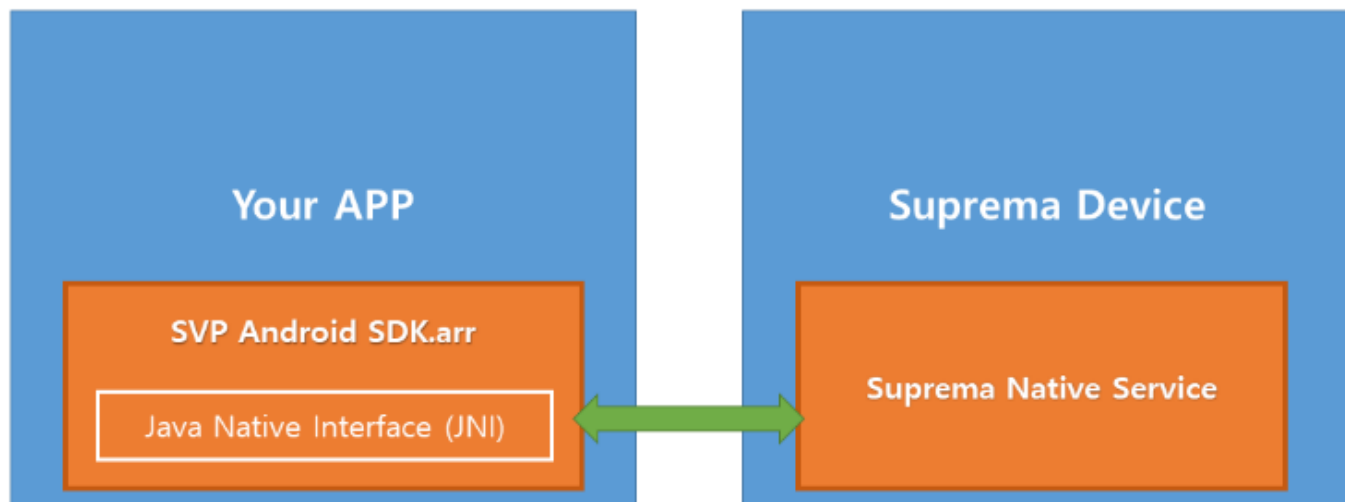 Your APP
Suprema Device
SVP Android SDK.arr
Java Native Interface (JNI)
Suprema Native Service